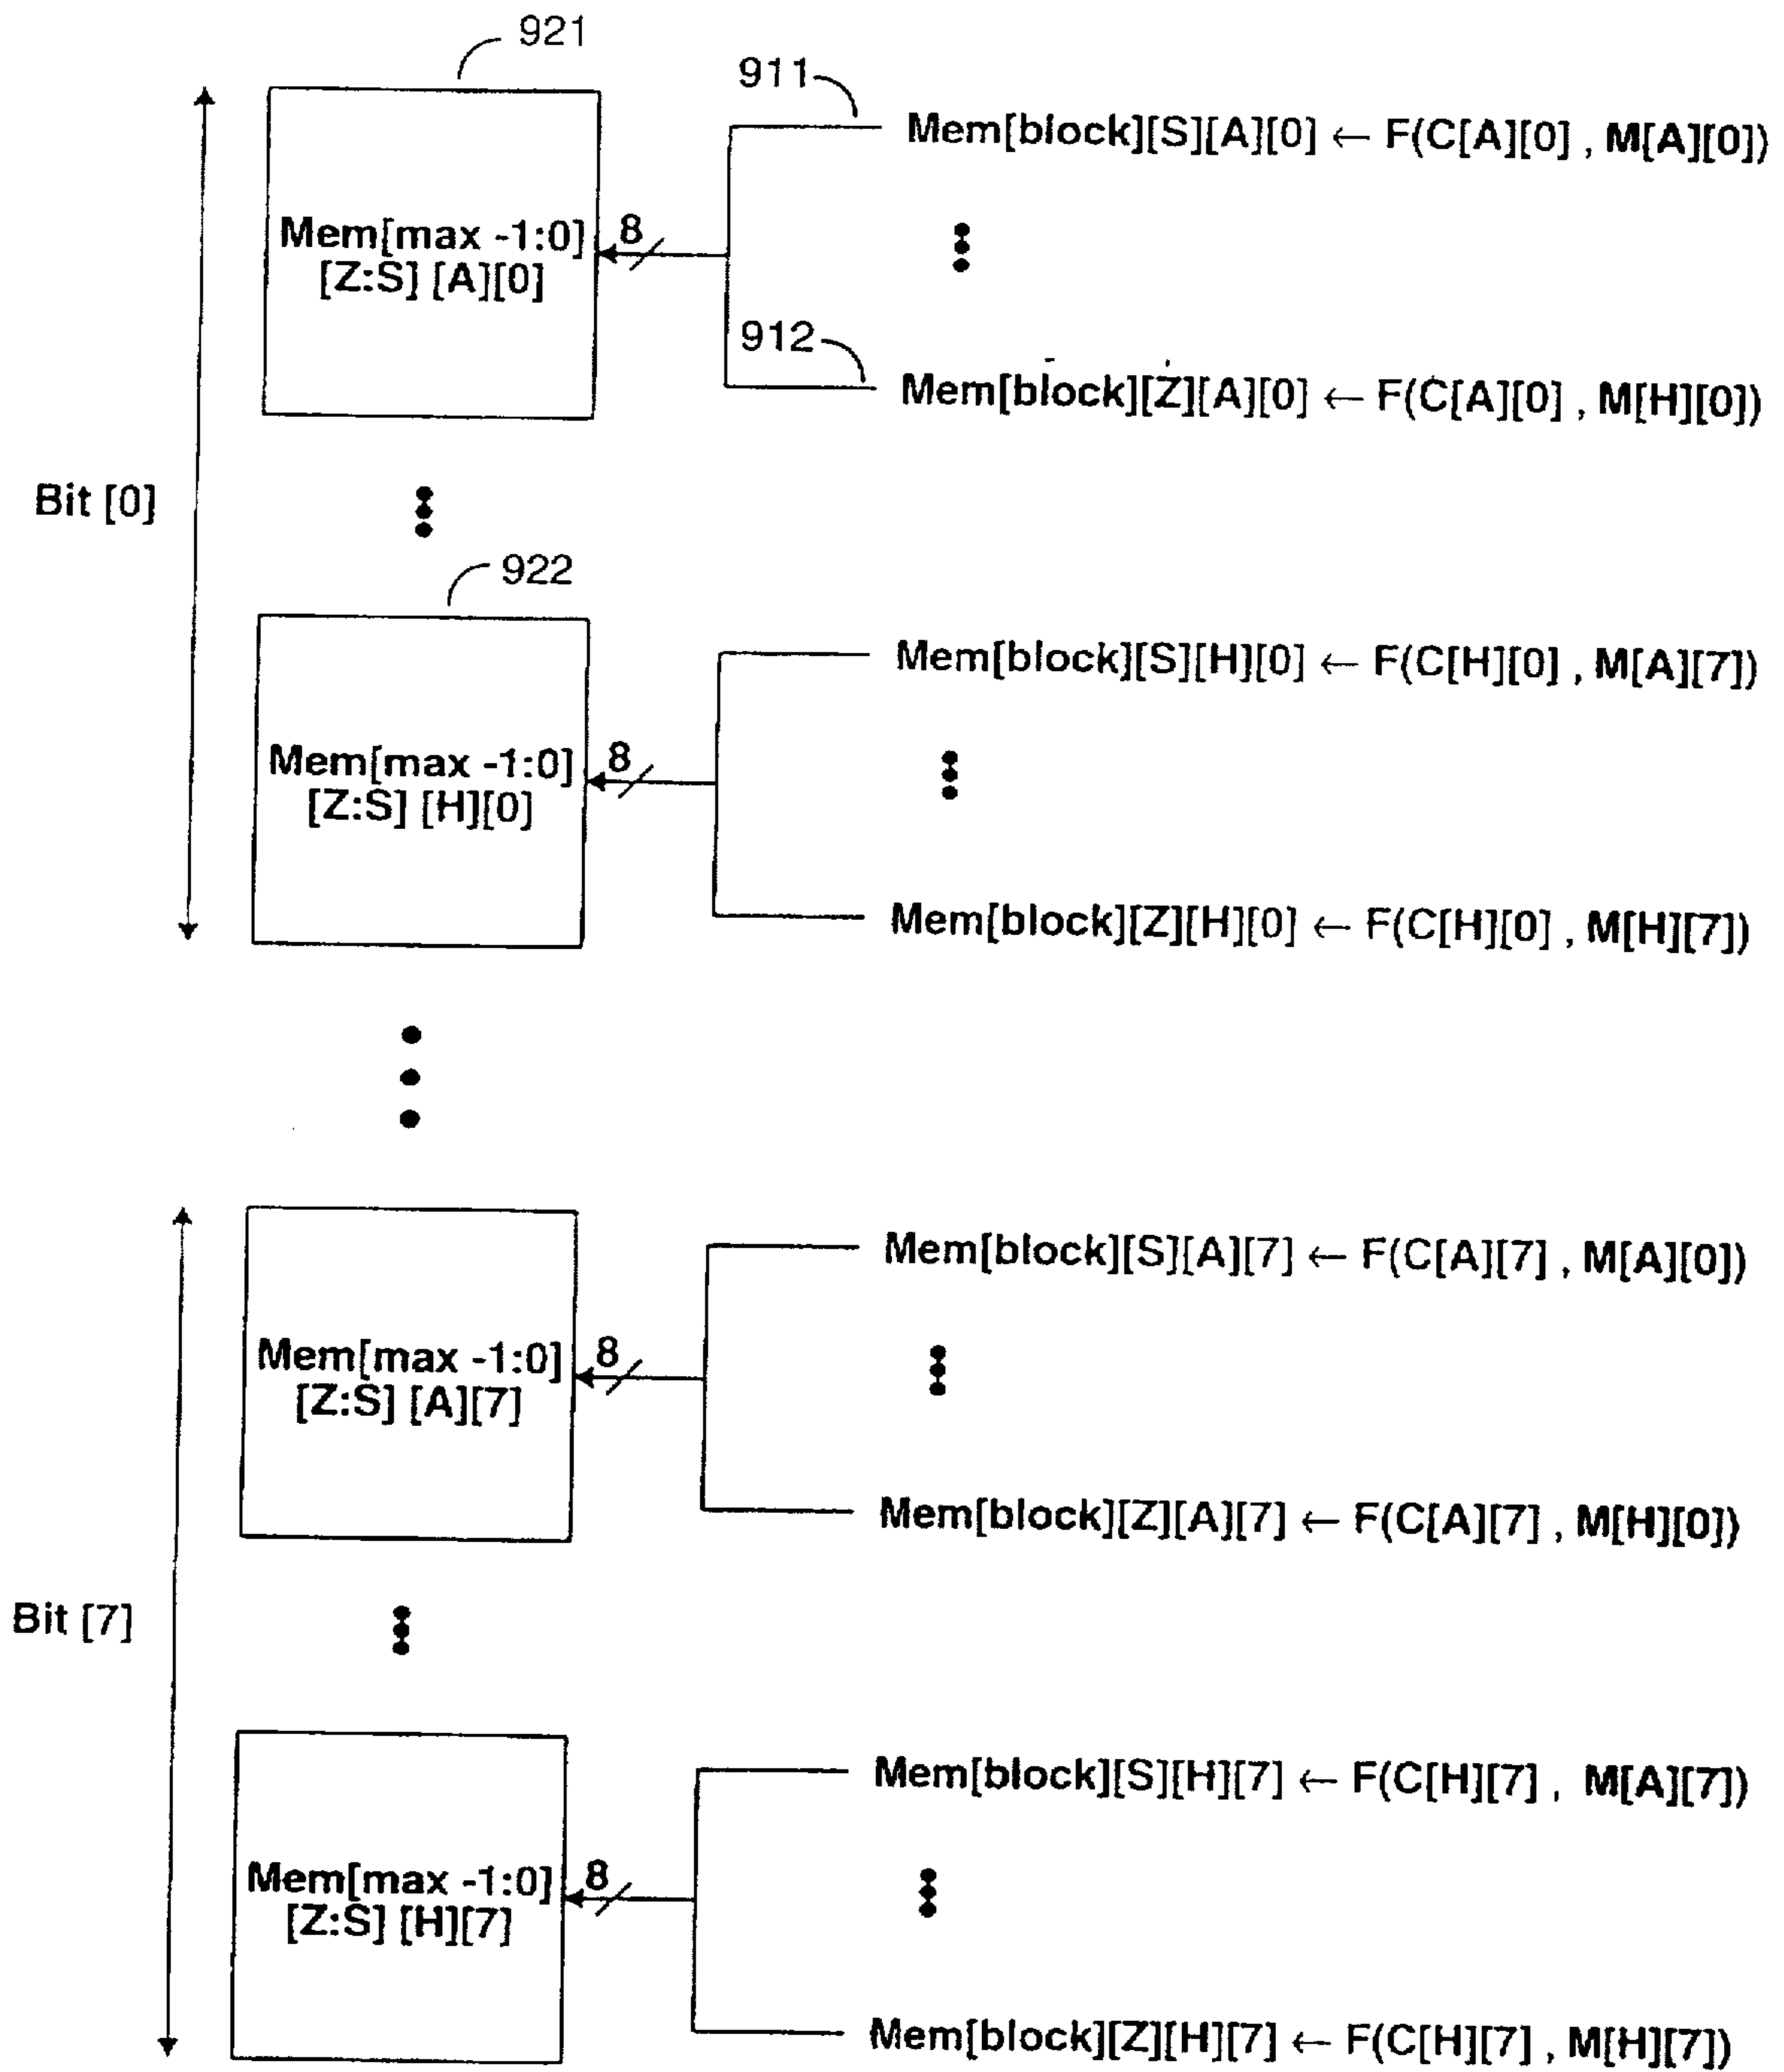 921
911
Mem[block][S][A][0] ← F(C[A][0] , M[A][0])
Mem[max -1:0]
[Z:S] [A][0]
8
912
Mem[block][Z][A][0] ← F(C[A][0] , M[H][0])
Bit [0]
922
Mem[block][S][H][0] ← F(C[H][0] , M[A][7])
Mem[max -1:0]
[Z:S] [H][0]
8
Mem[block][Z][H][0] ← F(C[H][0] , M[H][7])
Mem[block][S][A][7] ← F(C[A][7] , M[A][0])
Mem[max -1:0]
[Z:S] [A][7]
8
Mem[block][Z][A][7] ← F(C[A][7] , M[H][0])
Bit [7]
Mem[block][S][H][7] ← F(C[H][7] , M[A][7])
Mem[max -1:0]
[Z:S] [H][7]
8
Mem[block][Z][H][7] ← F(C[H][7] , M[H][7])